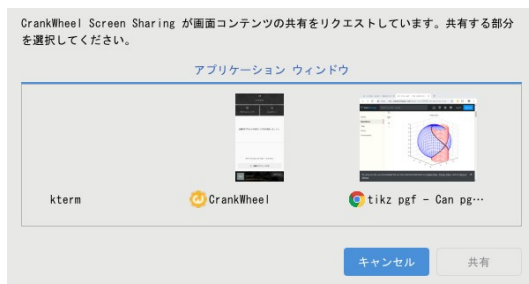 CrankWheel Screen Sharing が画面コンテンツの共有をリクエストしています。共有する部分
を選択してください。
アプリケーション ウィンドウ
kterm
CrankWheel
tikz pgf – Can pg…
キャンセル
共有